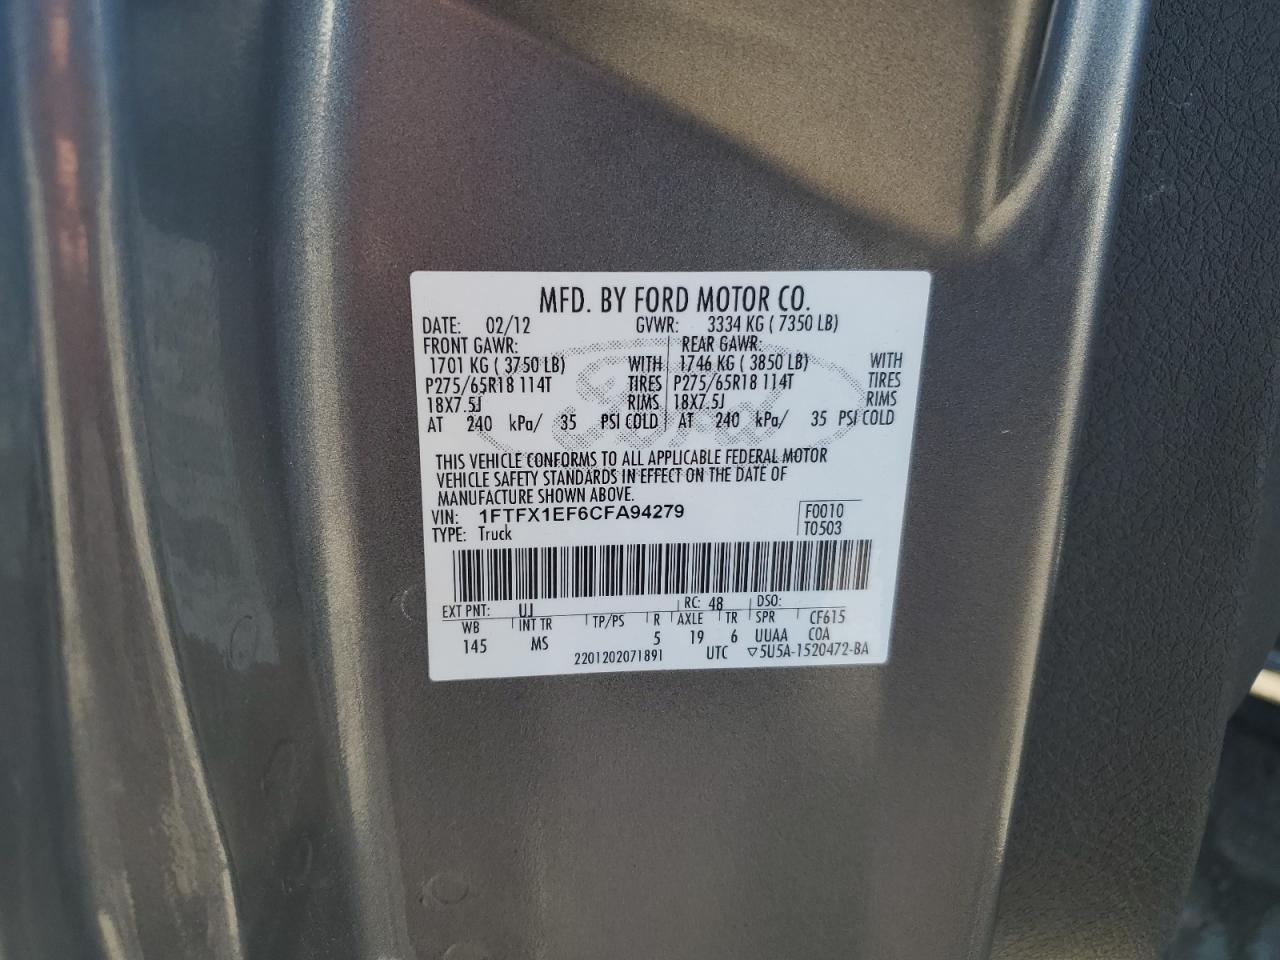 MFD. BY FORD MOTOR CO.
DATE: 02/12 GVWR: 3334 KG ( 7350 LB)
FRONT GAWR: REAR GAWR:
1701 KG ( 3750 LB) WITH 1746 KG ( 3850 LB) WITH
P275/65R18 114T TIRES P275/65R18 114T TIRES
18X7.5J RIMS 18X7.5J RIMS
AT 240 kPa/ 35 PSI COLD AT 240 kPa/ 35 PSI COLD
THIS VEHICLE CONFORMS TO ALL APPLICABLE FEDERAL MOTOR
VEHICLE SAFETY STANDARDS IN EFFECT ON THE DATE OF
MANUFACTURE SHOWN ABOVE.
VIN: 1FTFX1EF6CFA94279 F0010
TYPE: Truck T0503
EXT PNT: UJ RC: 48 DSO:
WB INT TR TP/PS R AXLE TR SPR CF615
145 MS 5 19 6 UUAA COA
2201202071891 UTC ▽5U5A-1520472-BA